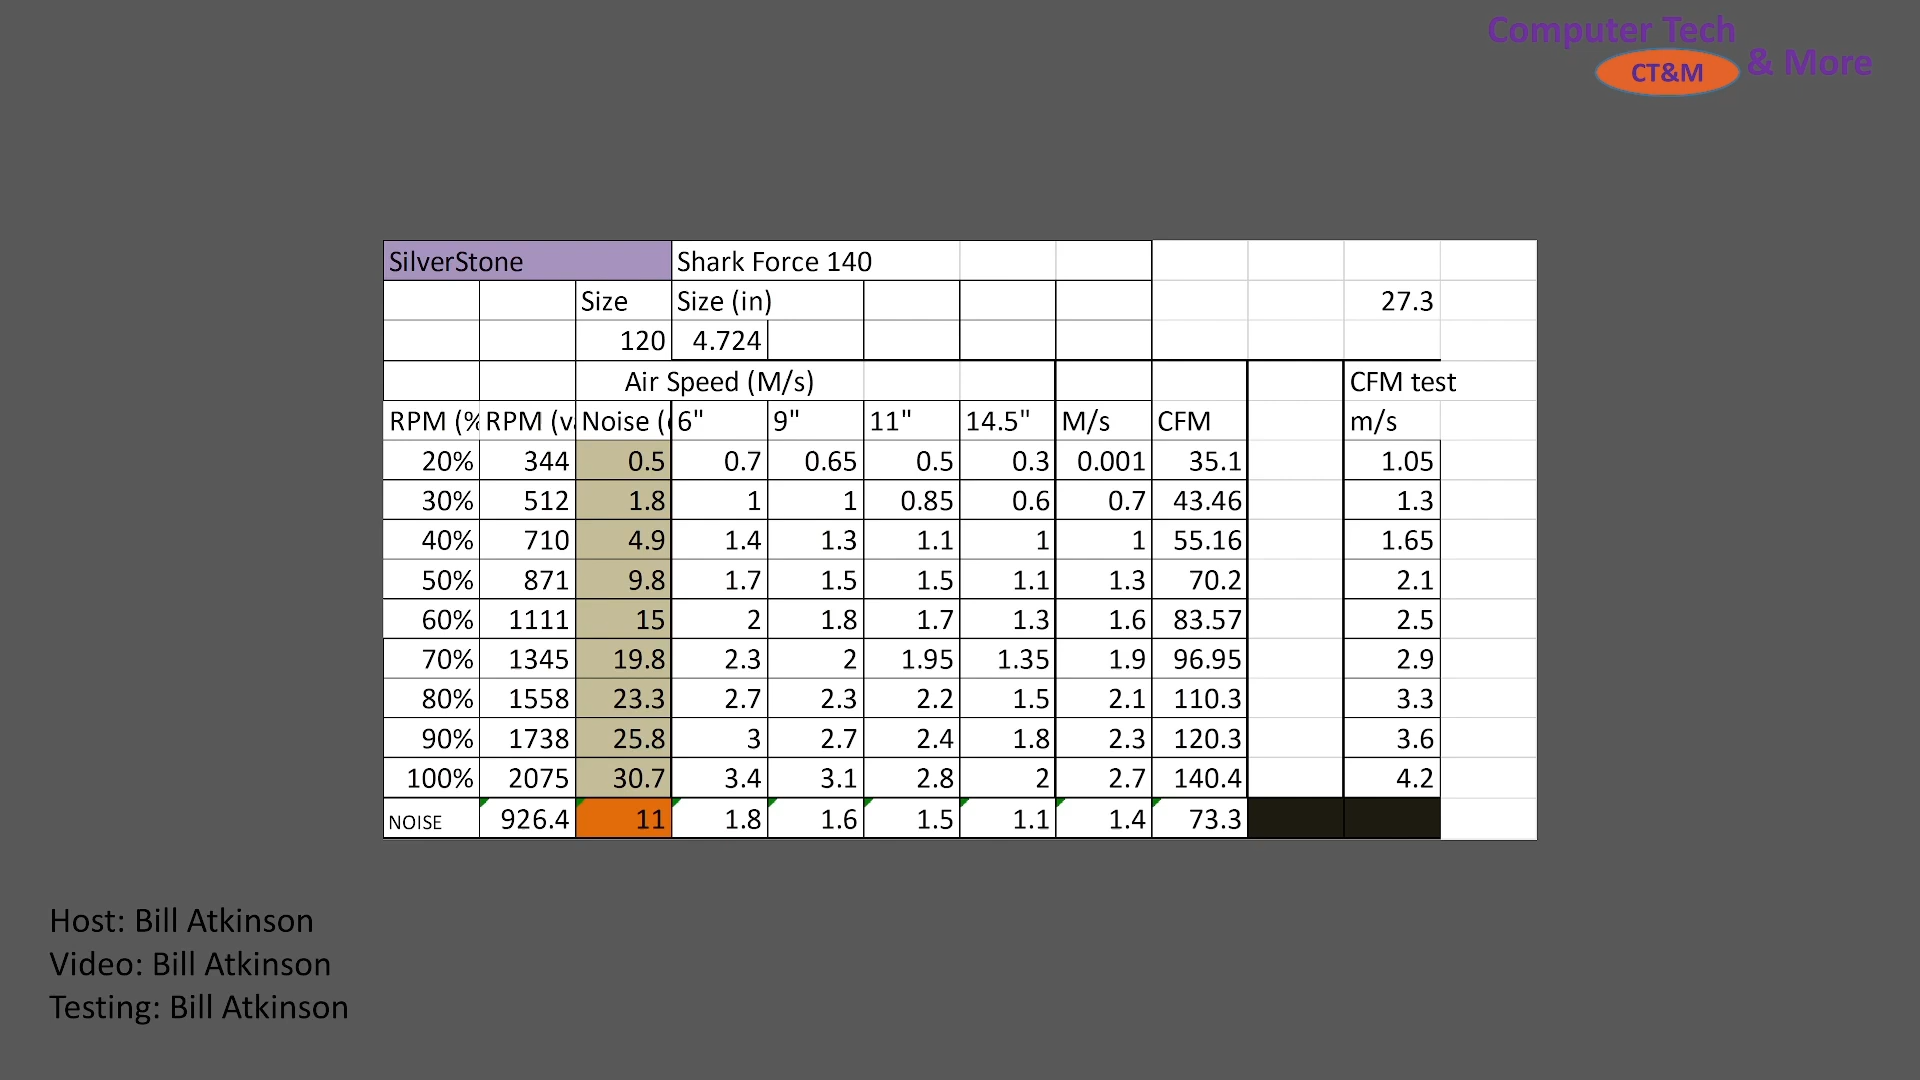 Computer Tech
& More
CT&M
SilverStone Shark Force 140
Size Size (in) 27.3
120 4.724
Air Speed (M/s) CFM test
RPM (% RPM (v Noise ( 6" 9" 11" 14.5" M/s CFM m/s
20% 344 0.5 0.7 0.65 0.5 0.3 0.001 35.1 1.05
30% 512 1.8 1 1 0.85 0.6 0.7 43.46 1.3
40% 710 4.9 1.4 1.3 1.1 1 1 55.16 1.65
50% 871 9.8 1.7 1.5 1.5 1.1 1.3 70.2 2.1
60% 1111 15 2 1.8 1.7 1.3 1.6 83.57 2.5
70% 1345 19.8 2.3 2 1.95 1.35 1.9 96.95 2.9
80% 1558 23.3 2.7 2.3 2.2 1.5 2.1 110.3 3.3
90% 1738 25.8 3 2.7 2.4 1.8 2.3 120.3 3.6
100% 2075 30.7 3.4 3.1 2.8 2 2.7 140.4 4.2
NOISE 926.4 11 1.8 1.6 1.5 1.1 1.4 73.3
Host: Bill Atkinson
Video: Bill Atkinson
Testing: Bill Atkinson